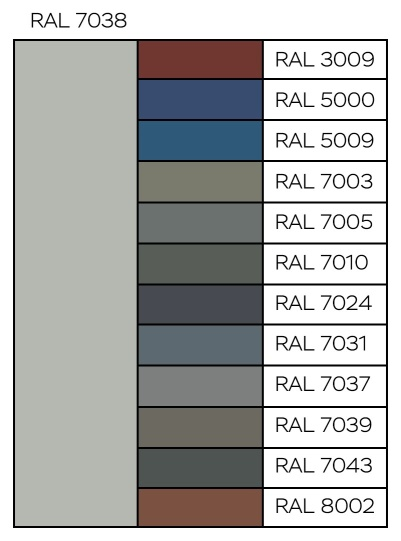 RAL 7038
RAL 3009
RAL 5000
RAL 5009
RAL 7003
RAL 7005
RAL 7010
RAL 7024
RAL 7031
RAL 7037
RAL 7039
RAL 7043
RAL 8002